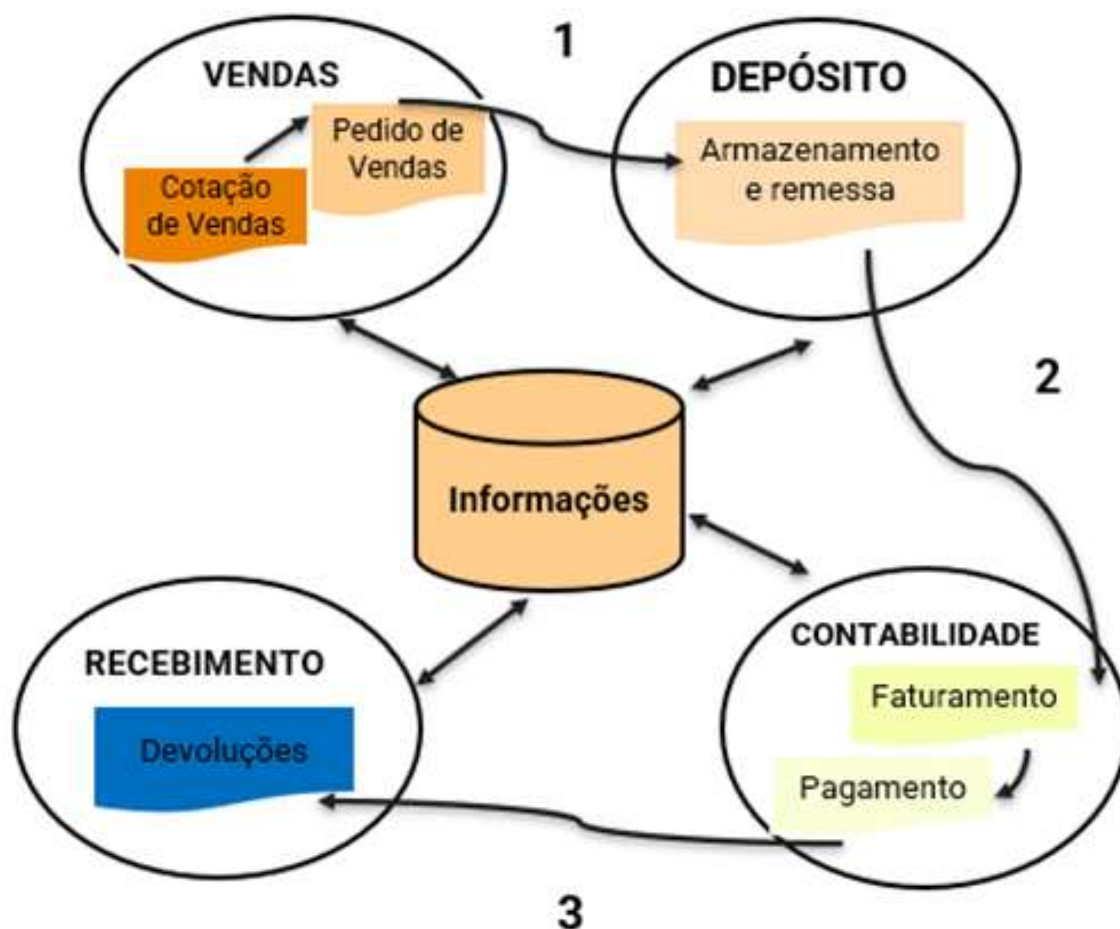 1
VENDAS
Pedido de
Vendas
Cotação
de Vendas
DEPÓSITO
Armazenamento
e remessa
2
Informações
RECEBIMENTO
Devoluções
CONTABILIDADE
Faturamento
Pagamento
3